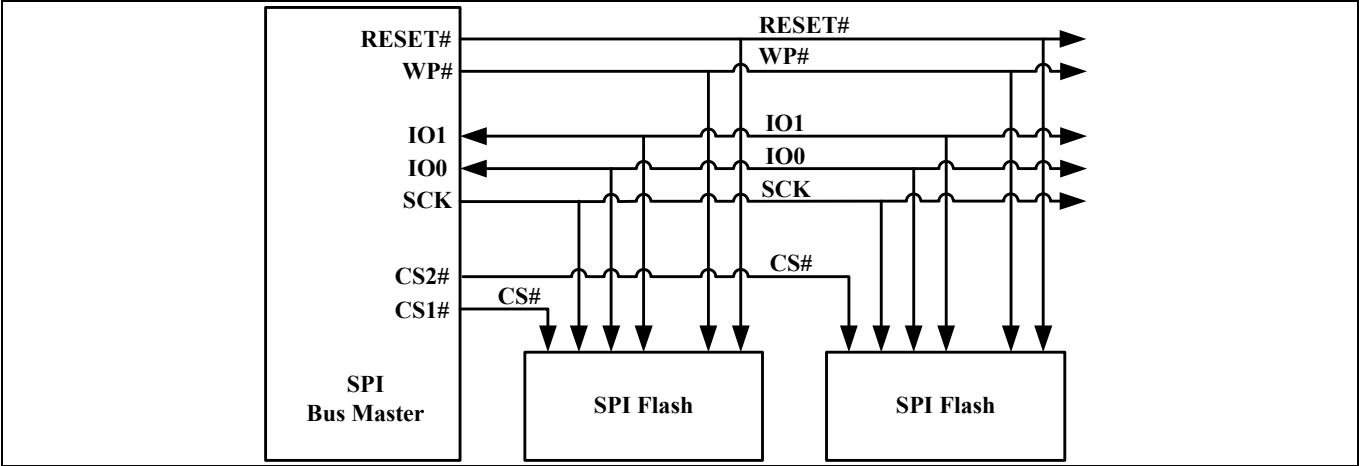 RESET#
RESET#
WP#
WP#
IO1
IO1
IO0
IO0
SCK
SCK
CS2#
CS#
CS1#
CS#
SPI
Bus Master
SPI Flash
SPI Flash